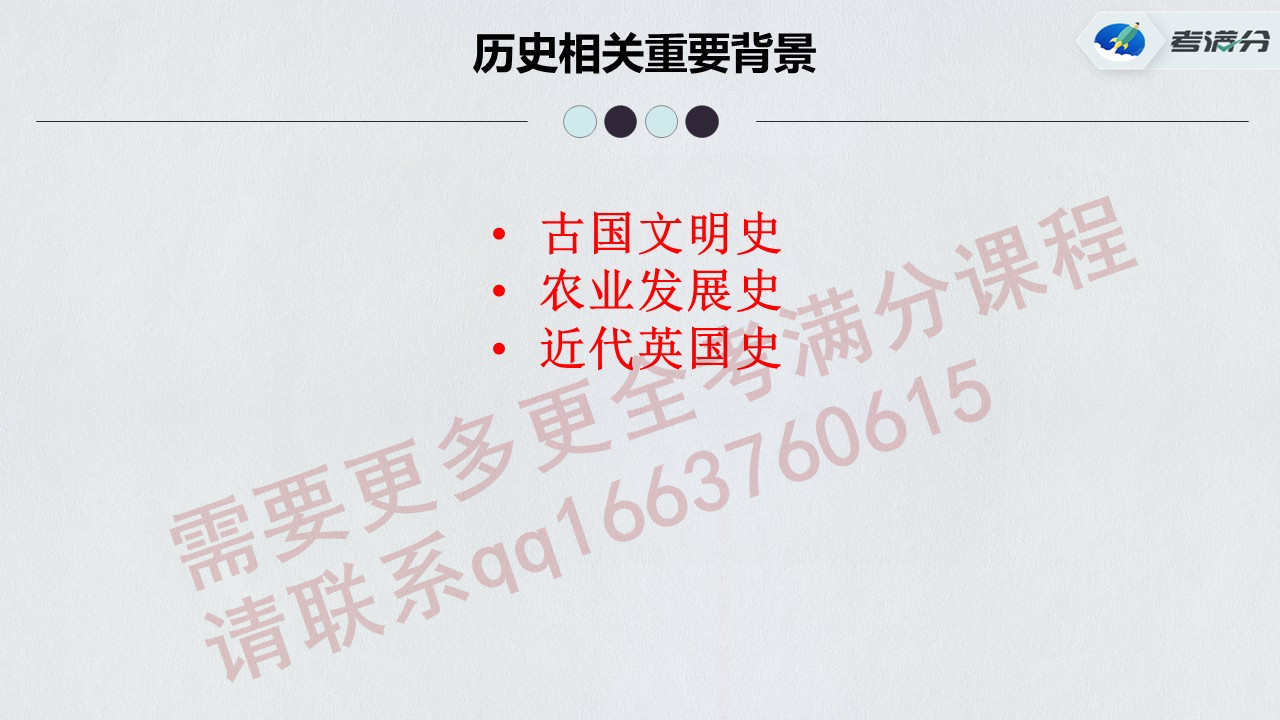 历史相关重要背景
考满分
• 古国文明史
• 农业发展史
• 近代英国史
需要更多更全考满分课程
请联系qq1663760615